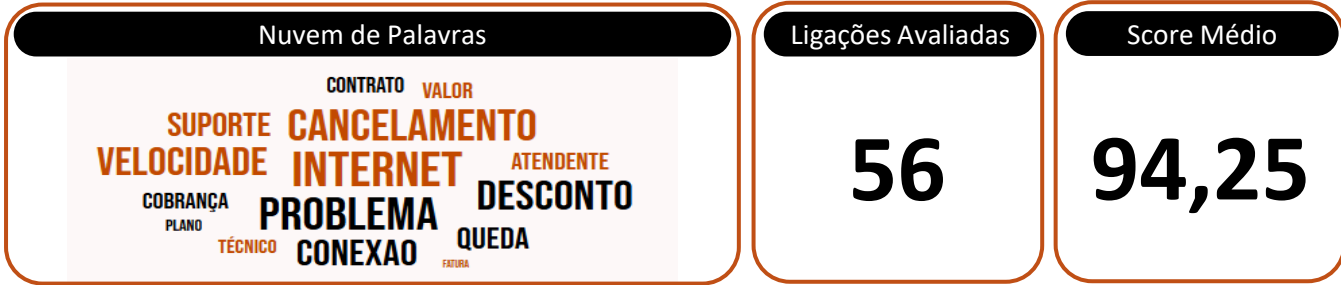 Nuvem de Palavras
CONTRATO VALOR
SUPORTE CANCELAMENTO
VELOCIDADE INTERNET ATENDENTE
COBRANÇA PROBLEMA DESCONTO
PLANO
TÉCNICO CONEXAO QUEDA
FATURA
Ligações Avaliadas
56
Score Médio
94,25